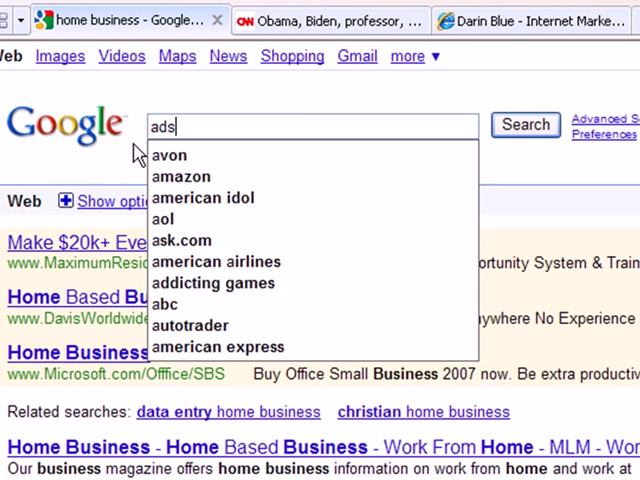 home business - Google...
CNN Obama, Biden, professor, ...
Darin Blue - Internet Marke...
Web Images Videos Maps News Shopping Gmail more ▼
Google
ads
Search
Advanced S
Preferences
avon
amazon
american idol
aol
ask.com
american airlines
addicting games
abc
autotrader
american express
Web Show opti
Make $20k+ Eve
www.MaximumResid ortunity System & Train
Home Based Bu
www.DavisWorldwide ywhere No Experience
Home Business
www.Microsoft.com/Offfice/SBS Buy Office Small Business 2007 now. Be extra productiv
Related searches: data entry home business christian home business
Home Business - Home Based Business - Work From Home - MLM - Wor
Our business magazine offers home business information on work from home and work at